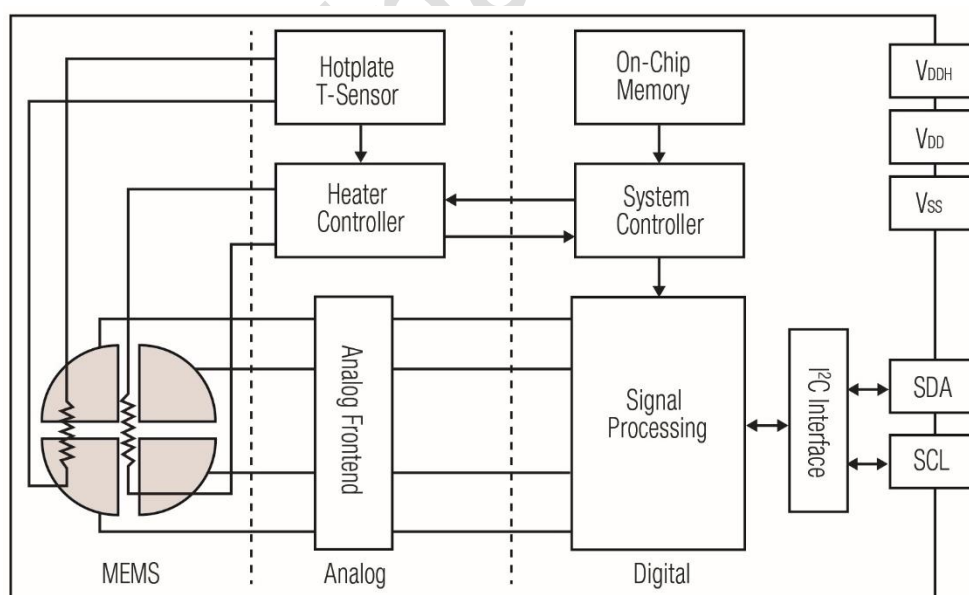 Hotplate
T-Sensor
On-Chip
Memory
VDDH
VDD
VSS
Heater
Controller
System
Controller
Analog Frontend
Signal
Processing
I²C Interface
SDA
SCL
MEMS
Analog
Digital